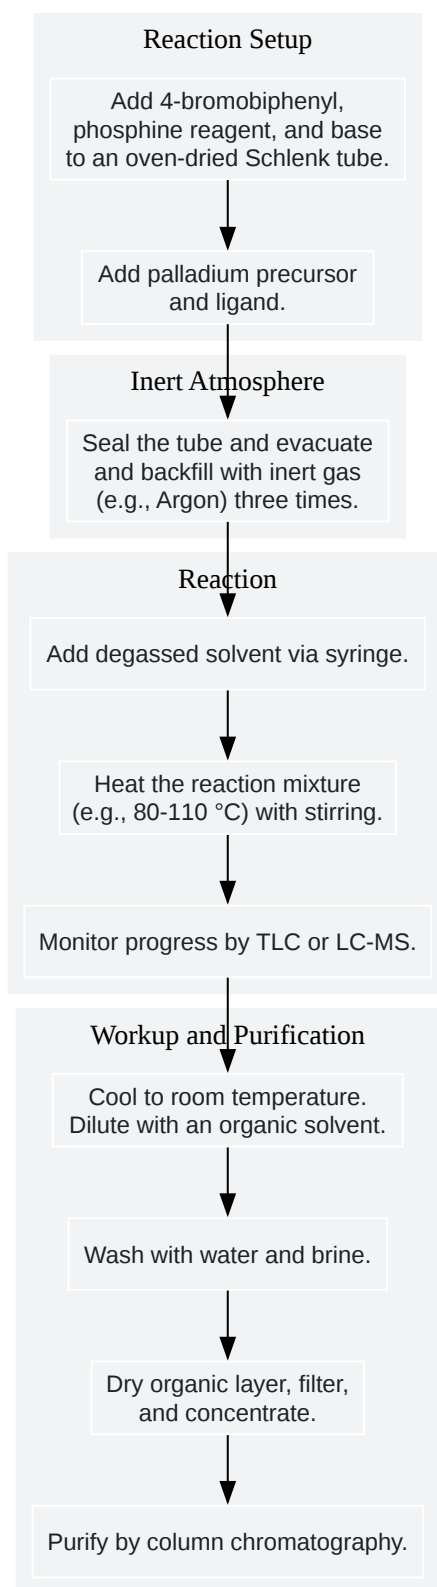 Reaction Setup
Add 4-bromobiphenyl,
phosphine reagent, and base
to an oven-dried Schlenk tube.
Add palladium precursor
and ligand.
Inert Atmosphere
Seal the tube and evacuate
and backfill with inert gas
(e.g., Argon) three times.
Reaction
Add degassed solvent via syringe.
Heat the reaction mixture
(e.g., 80-110 °C) with stirring.
Monitor progress by TLC or LC-MS.
Workup and Purification
Cool to room temperature.
Dilute with an organic solvent.
Wash with water and brine.
Dry organic layer, filter,
and concentrate.
Purify by column chromatography.